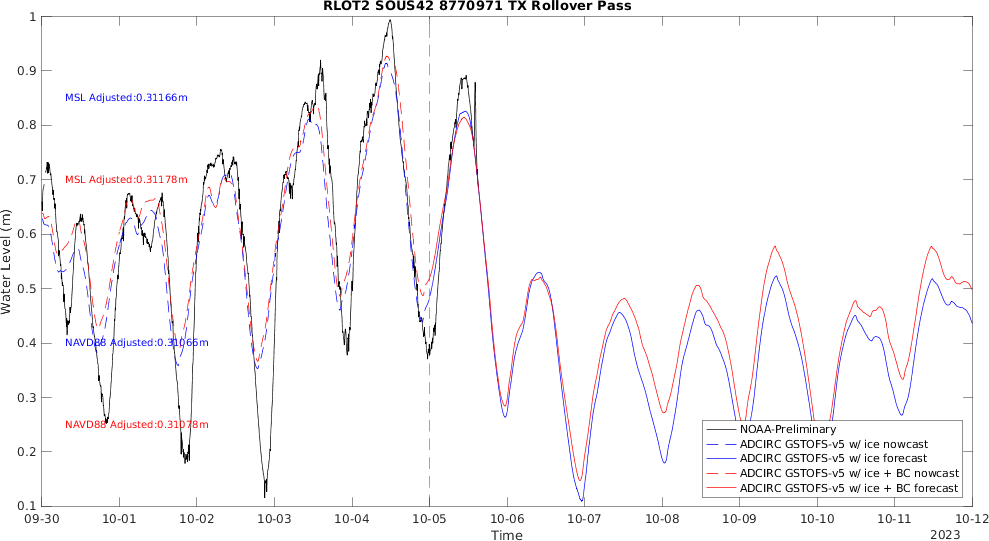 RLOT2 SOUS42 8770971 TX Rollover Pass
1
0.9
0.8
0.7
0.6
0.5
0.4
0.3
0.2
0.1
Water Level (m)
MSL Adjusted:0.31166m
MSL Adjusted:0.31178m
NAVD88 Adjusted:0.31065m
NAVD88 Adjusted:0.31078m
NOAA-Preliminary
ADCIRC GSTOFS-v5 w/ ice nowcast
ADCIRC GSTOFS-v5 w/ ice forecast
ADCIRC GSTOFS-v5 w/ ice + BC nowcast
ADCIRC GSTOFS-v5 w/ ice + BC forecast
09-30 10-01 10-02 10-03 10-04 10-05 10-06 10-07 10-08 10-09 10-10 10-11 10-12
Time
2023